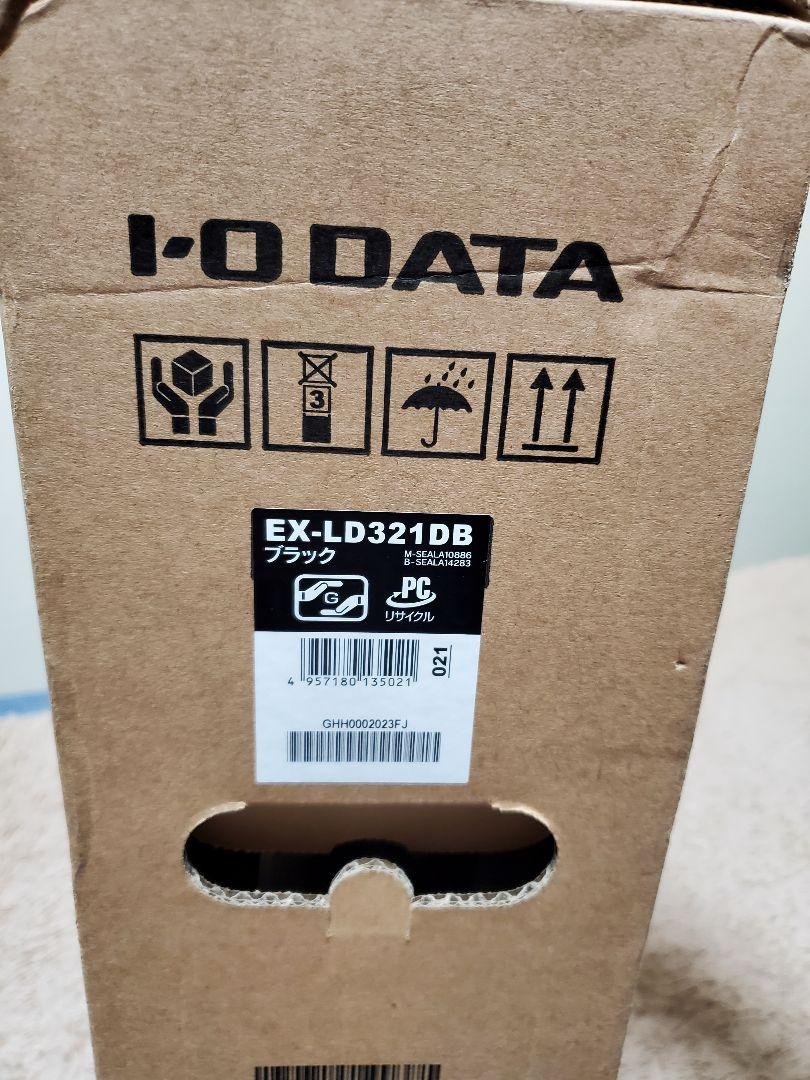 I-O DATA
3
EX-LD321DB
ブラック
M-SEALA10886
B-SEALA14283
G
PC
リサイクル
4 957180 135021
021
GHH0002023FJ